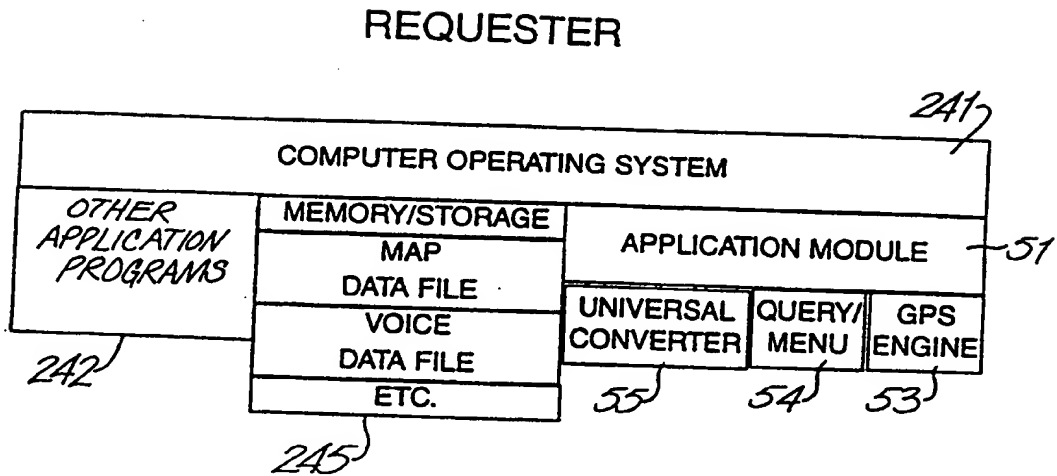 REQUESTER
241
COMPUTER OPERATING SYSTEM
OTHER
APPLICATION
PROGRAMS
242
MEMORY/STORAGE
MAP
DATA FILE
VOICE
DATA FILE
ETC.
245
APPLICATION MODULE
51
UNIVERSAL
CONVERTER
55
QUERY/
MENU
54
GPS
ENGINE
53